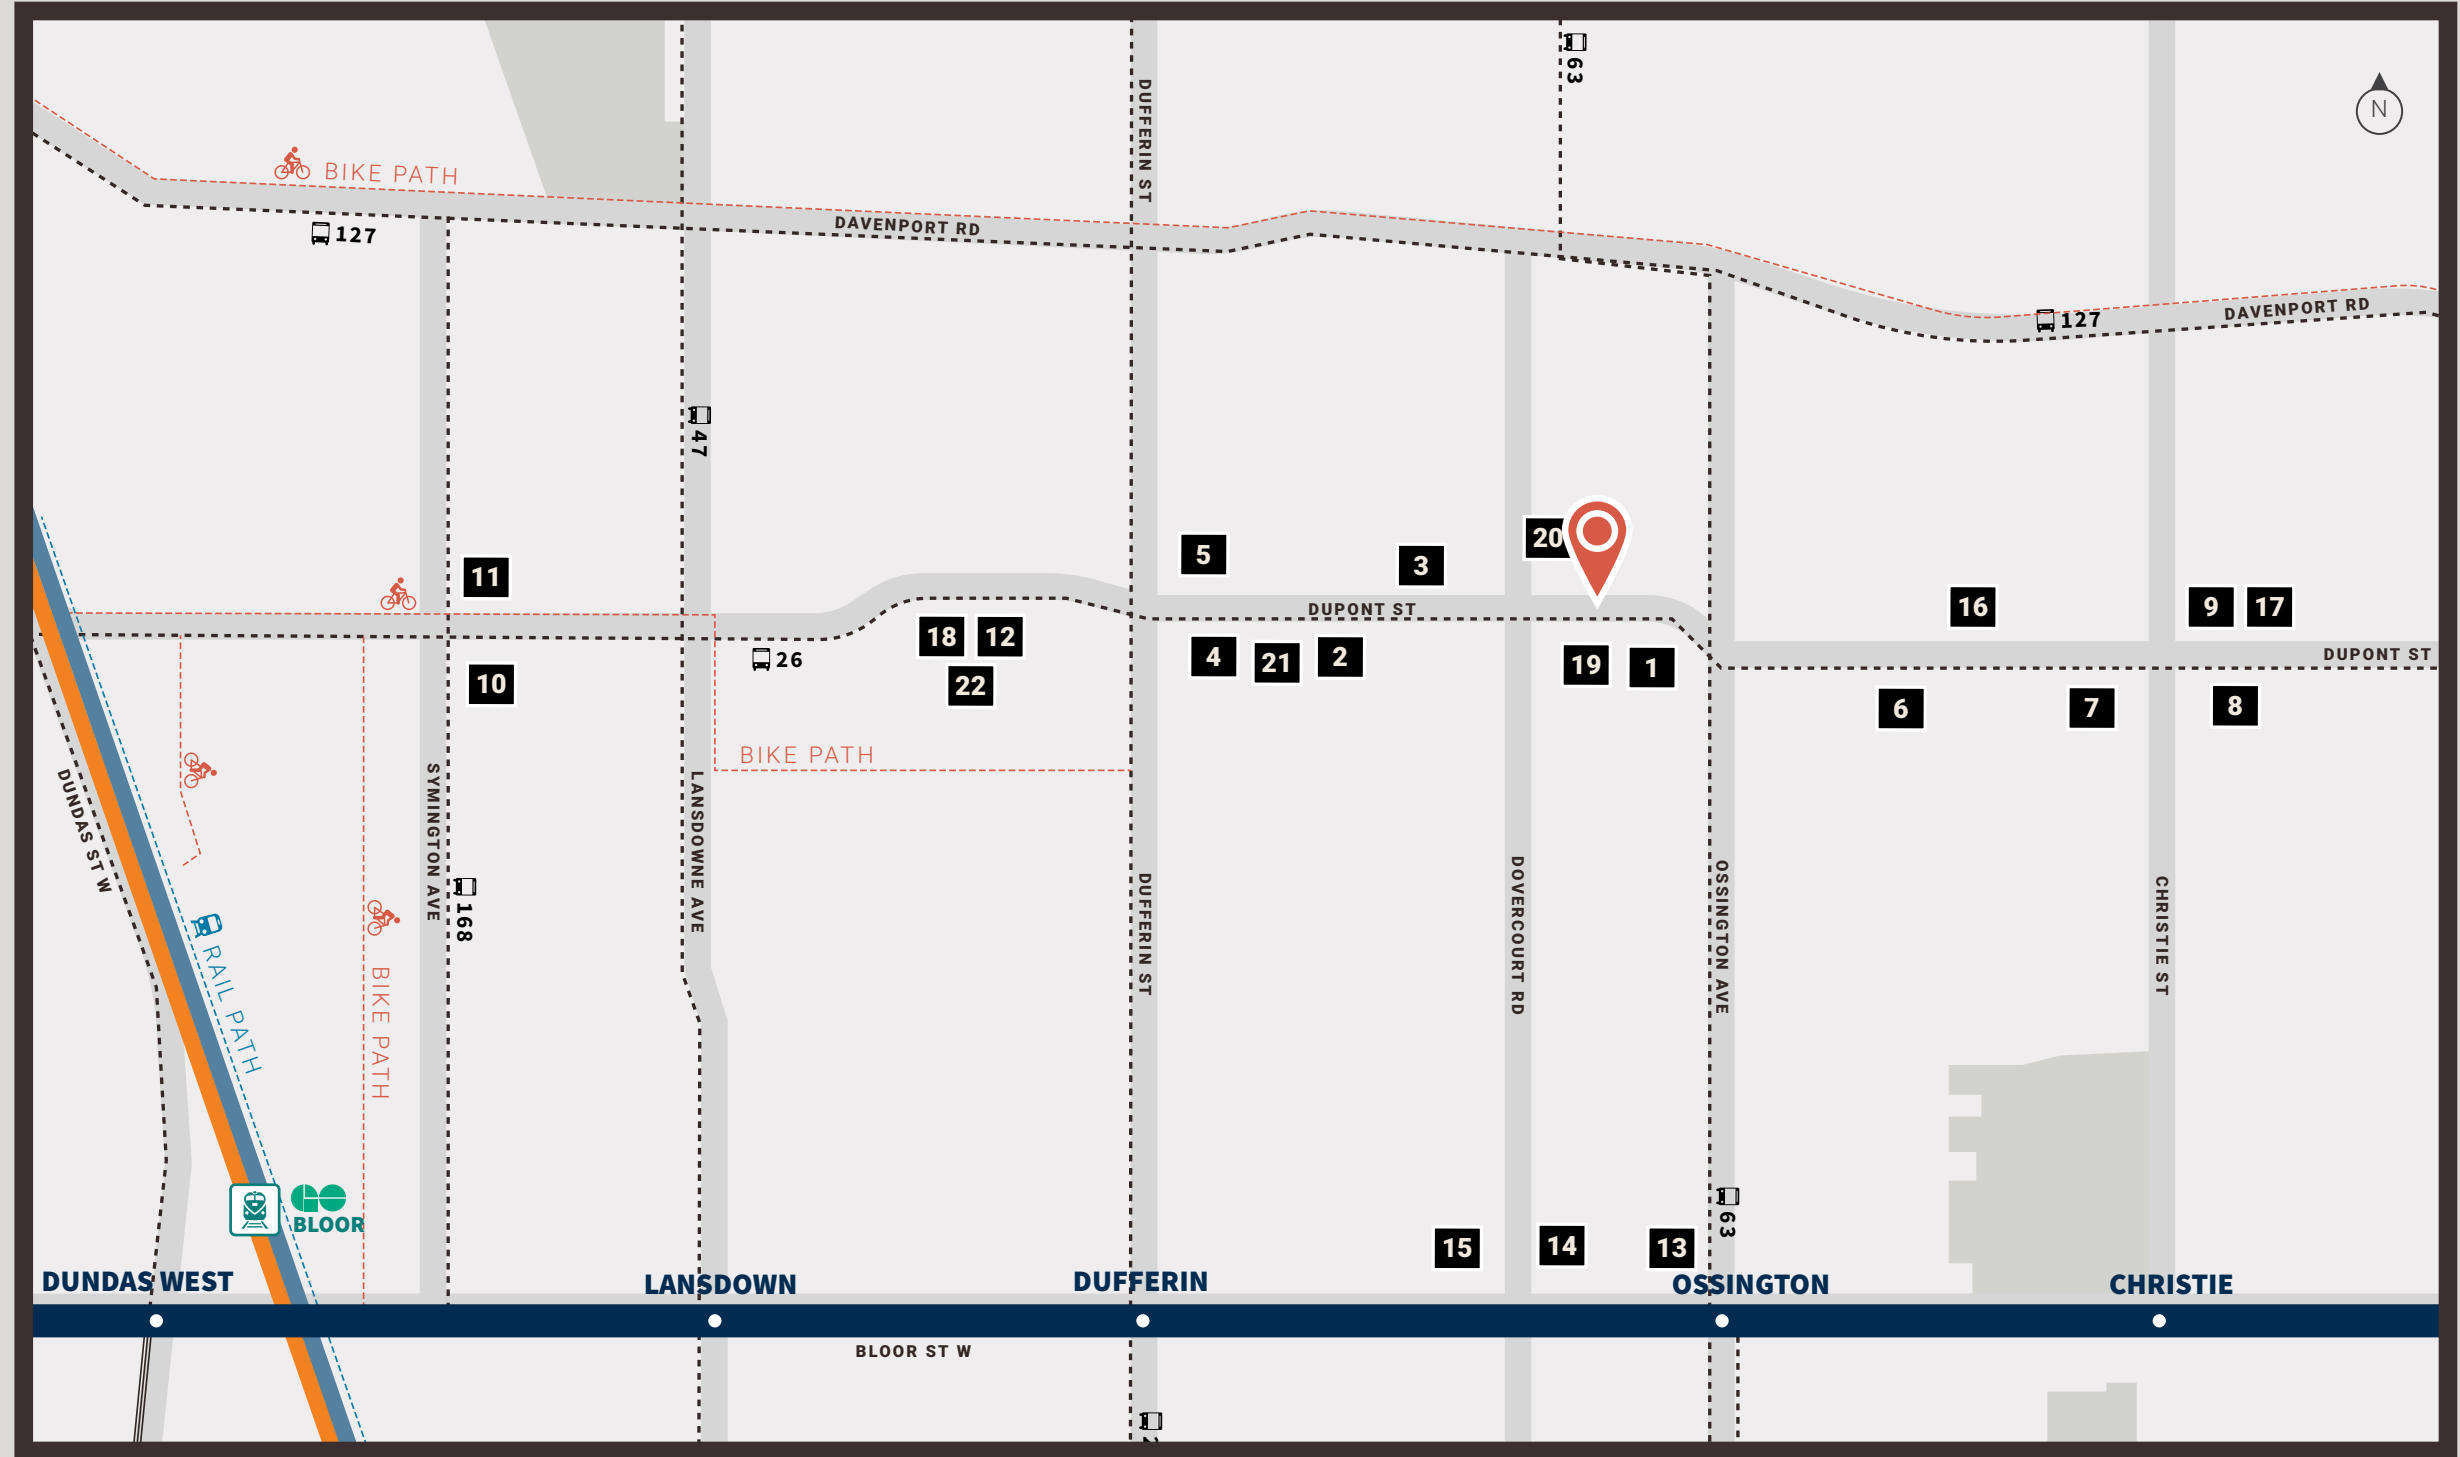 63
N
DUFFERIN ST
BIKE PATH
127
DAVENPORT RD
DAVENPORT RD
127
47
5
3
20
11
DUPONT ST
16
9
17
18
12
26
22
4
21
2
19
1
DUPONT ST
10
6
7
8
BIKE PATH
DUNDAS ST W
SYMINGTON AVE
168
LANSDOWNE AVE
DUFFERIN ST
DOVERCOURT RD
OSSINGTON AVE
CHRISTIE ST
RAIL PATH
BIKE PATH
63
BLOOR
15
14
13
DUNDAS WEST
LANSDOWN
DUFFERIN
OSSINGTON
CHRISTIE
BLOOR ST W